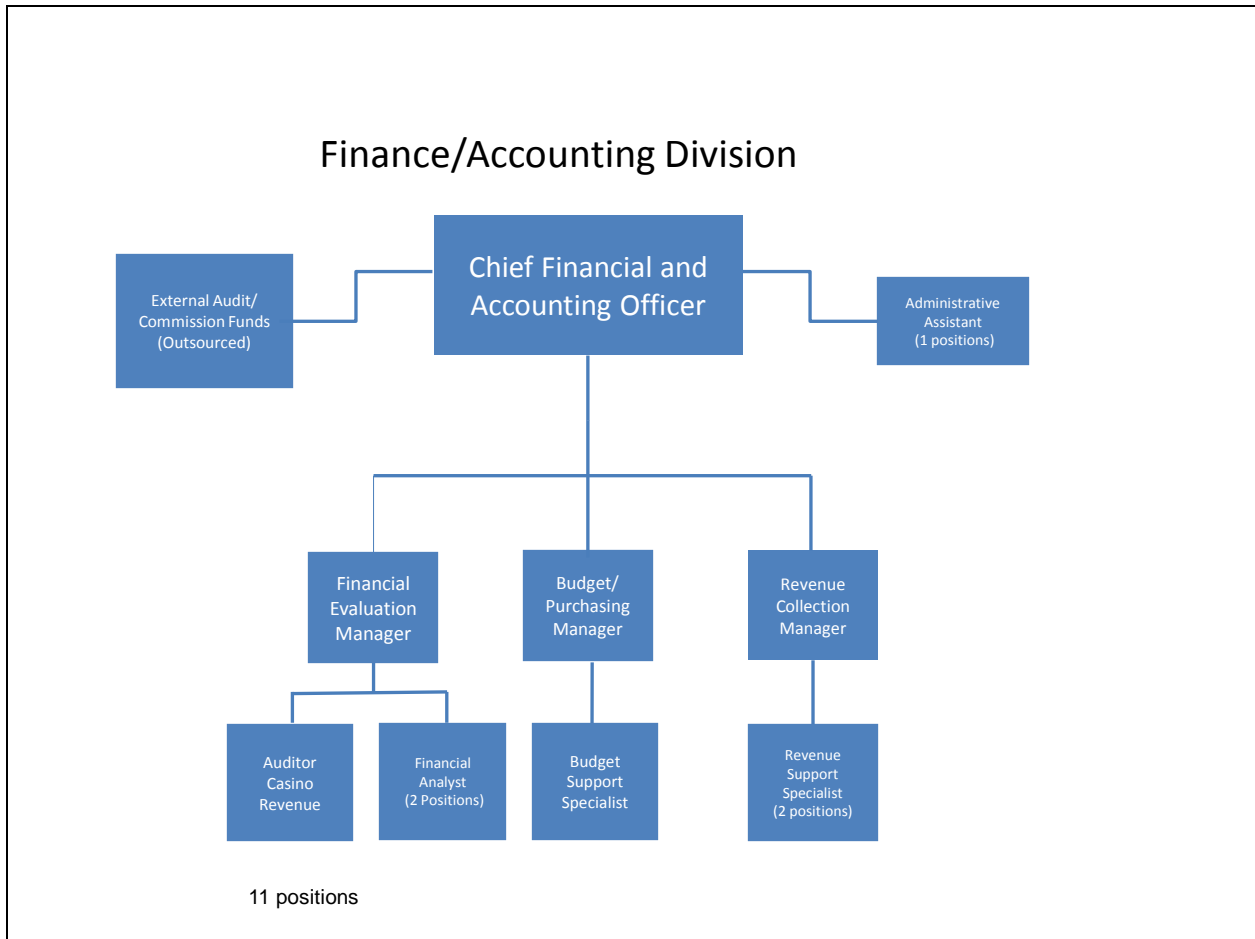 Finance/Accounting Division
Chief Financial and
Accounting Officer
External Audit/
Commission Funds
(Outsourced)
Administrative
Assistant
(1 positions)
Financial
Evaluation
Manager
Budget/
Purchasing
Manager
Revenue
Collection
Manager
Auditor
Casino
Revenue
Financial
Analyst
(2 Positions)
Budget
Support
Specialist
Revenue
Support
Specialist
(2 positions)
11 positions